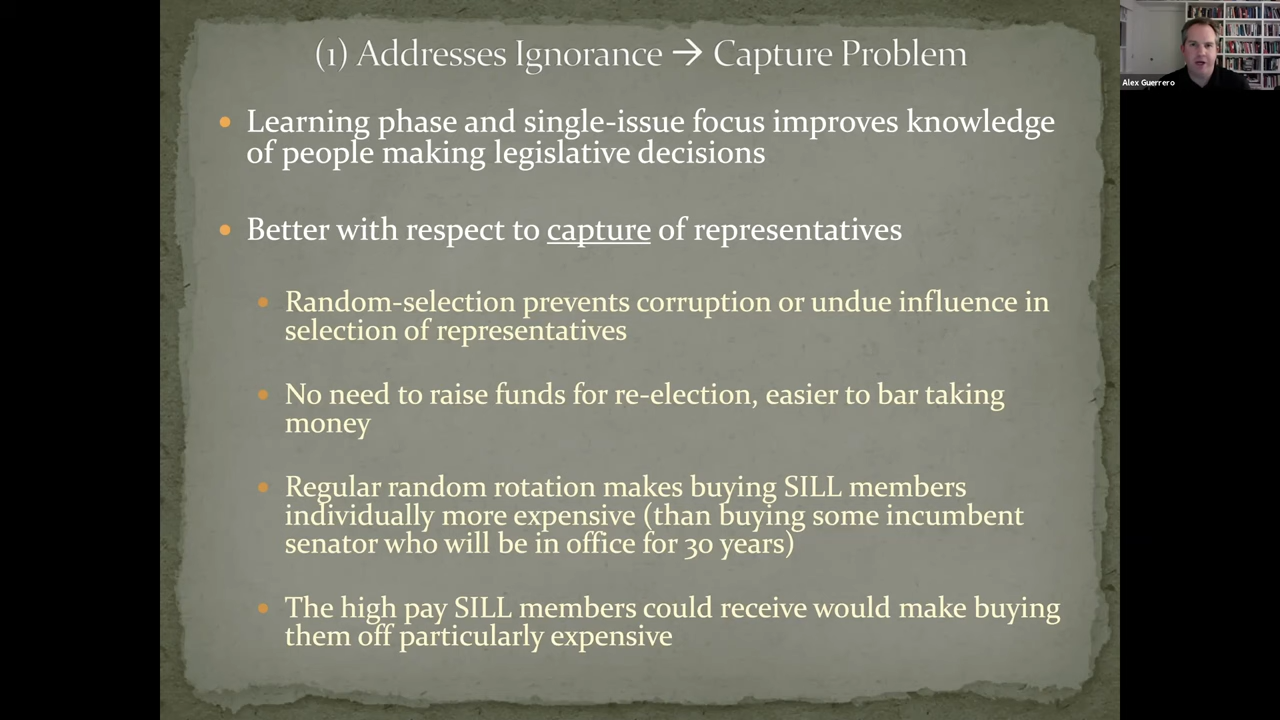 (1) Addresses Ignorance → Capture Problem
Alex Guerrero
• Learning phase and single-issue focus improves knowledge
of people making legislative decisions
• Better with respect to capture of representatives
• Random-selection prevents corruption or undue influence in
selection of representatives
• No need to raise funds for re-election, easier to bar taking
money
• Regular random rotation makes buying SILL members
individually more expensive (than buying some incumbent
senator who will be in office for 30 years)
• The high pay SILL members could receive would make buying
them off particularly expensive